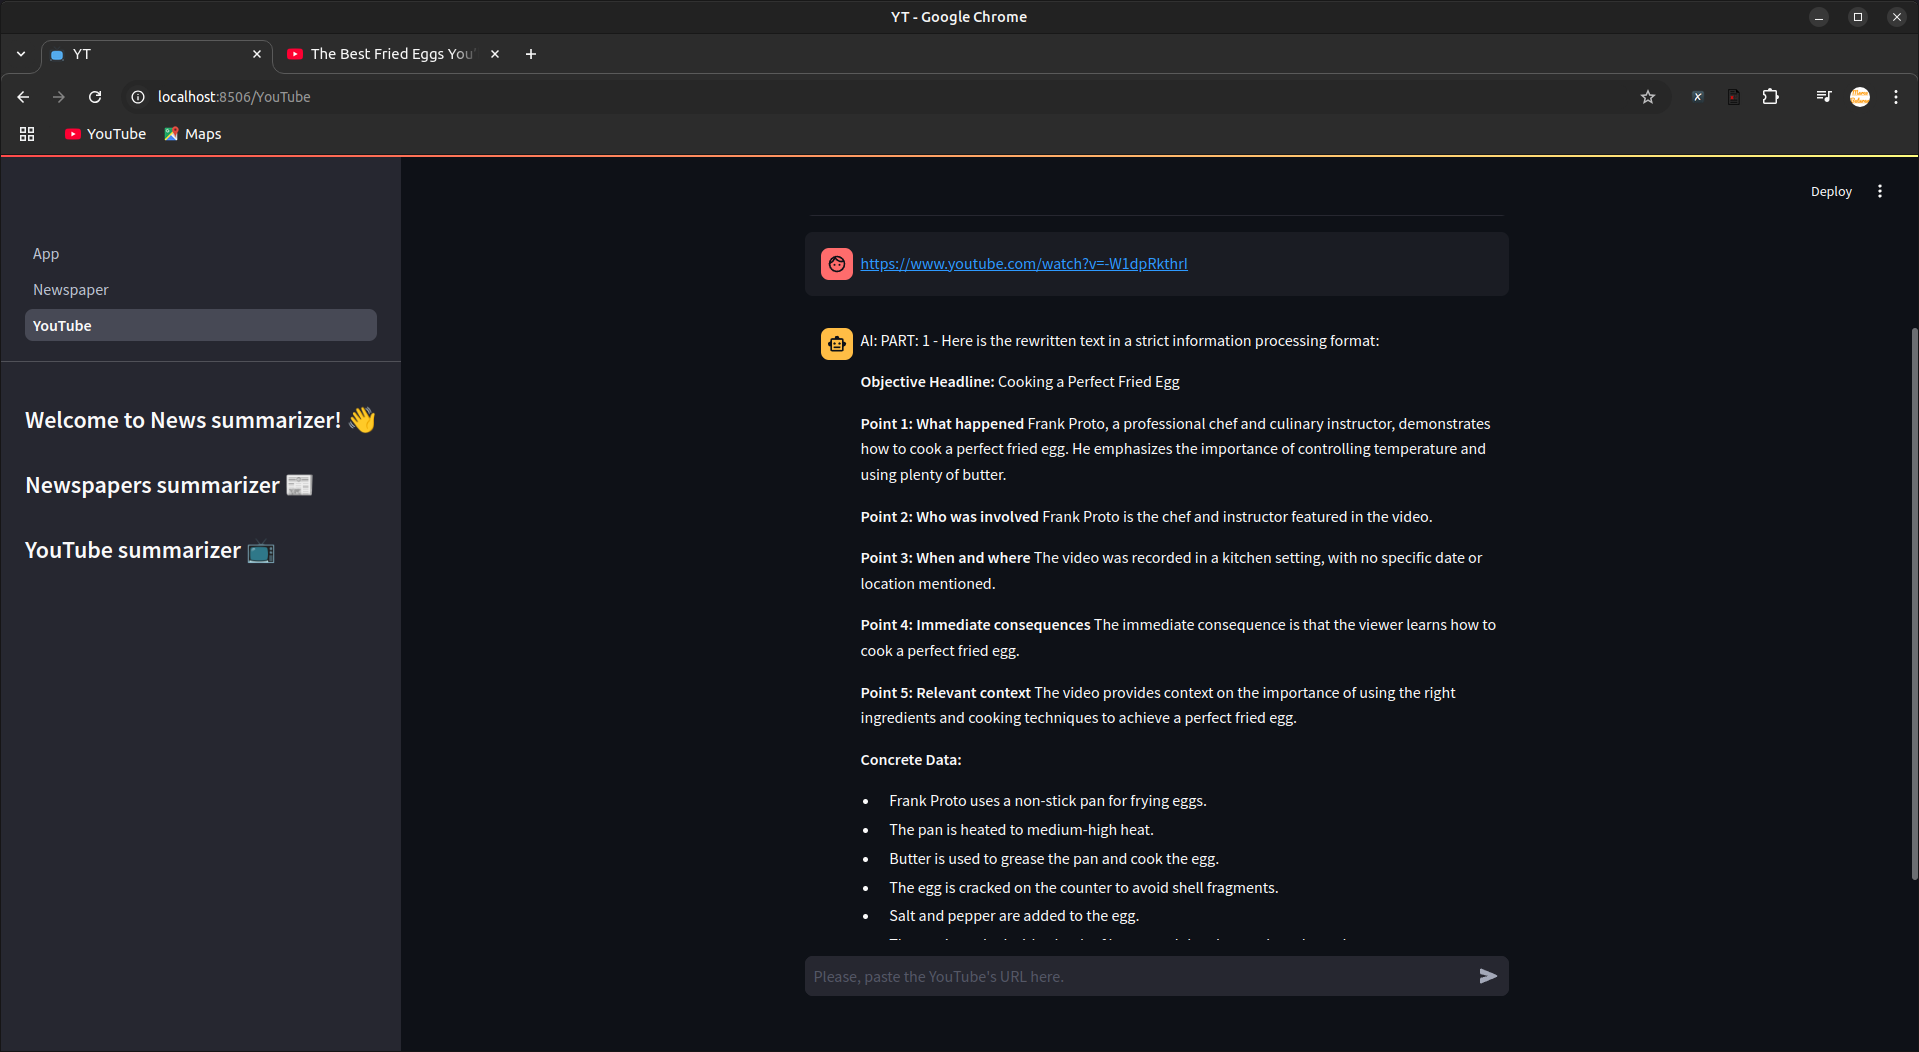 YT - Google Chrome
YT
The Best Fried Eggs You'
localhost:8506/YouTube
YouTube
Maps
Deploy
App
Newspaper
YouTube
Welcome to News summarizer! 👋
Newspapers summarizer 📰
YouTube summarizer 📺
https://www.youtube.com/watch?v=-W1dpRkthrI
AI: PART: 1 - Here is the rewritten text in a strict information processing format:
Objective Headline: Cooking a Perfect Fried Egg
Point 1: What happened Frank Proto, a professional chef and culinary instructor, demonstrates
how to cook a perfect fried egg. He emphasizes the importance of controlling temperature and
using plenty of butter.
Point 2: Who was involved Frank Proto is the chef and instructor featured in the video.
Point 3: When and where The video was recorded in a kitchen setting, with no specific date or
location mentioned.
Point 4: Immediate consequences The immediate consequence is that the viewer learns how to
cook a perfect fried egg.
Point 5: Relevant context The video provides context on the importance of using the right
ingredients and cooking techniques to achieve a perfect fried egg.
Concrete Data:
• Frank Proto uses a non-stick pan for frying eggs.
• The pan is heated to medium-high heat.
• Butter is used to grease the pan and cook the egg.
• The egg is cracked on the counter to avoid shell fragments.
• Salt and pepper are added to the egg.
Please, paste the YouTube's URL here.